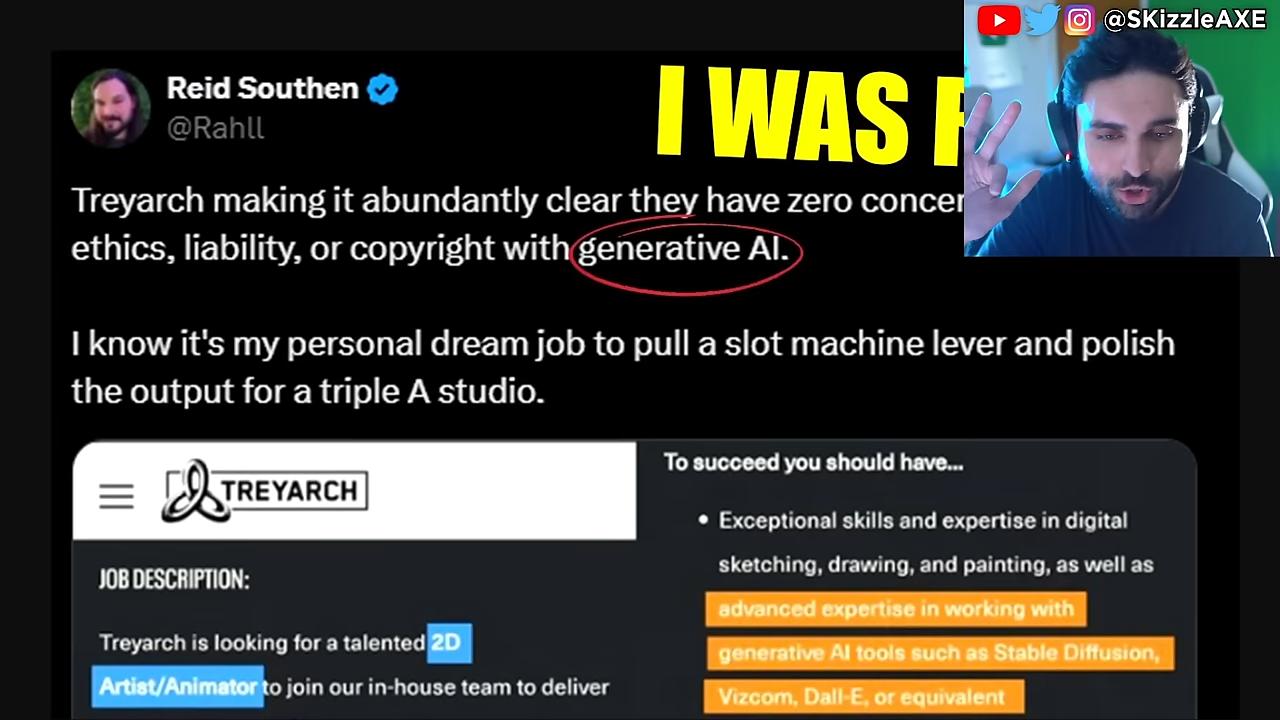 @SKizzleAXE
Reid Southen
@Rahll
I WAS
Treyarch making it abundantly clear they have zero
ethics, liability, or copyright with generative AI.
I know it's my personal dream job to pull a slot machine lever and polish
the output for a triple A studio.
TREYARCH
JOB DESCRIPTION:
Treyarch is looking for a talented 2D
Artist/Animator to join our in-house team to deliver
To succeed you should have...
• Exceptional skills and expertise in digital
sketching, drawing, and painting, as well as
advanced expertise in working with
generative AI tools such as Stable Diffusion,
Vizcom, Dall-E, or equivalent